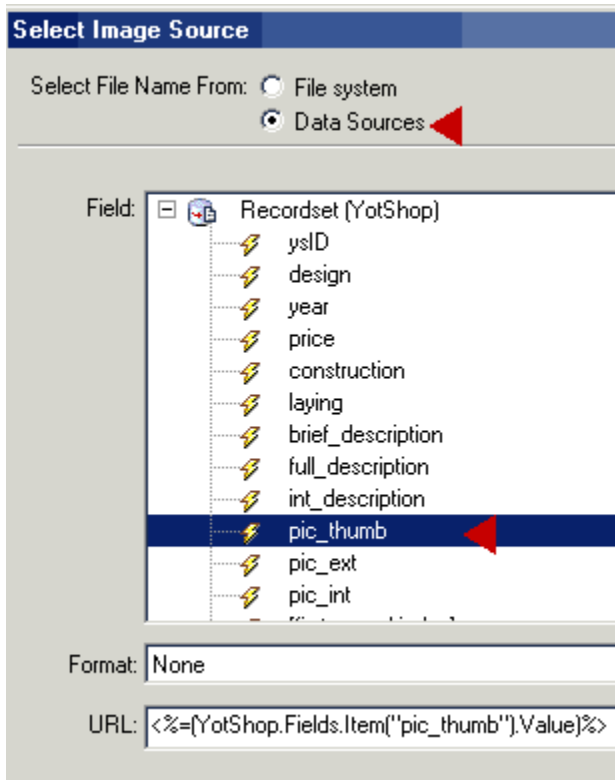 Select Image Source
Select File Name From: File system
Data Sources
Field: Recordset (YotShop)
ysID
design
year
price
construction
laying
brief_description
full_description
int_description
pic_thumb
pic_ext
pic_int
Format: None
URL: <%=(YotShop.Fields.Item("pic_thumb").Value)%>